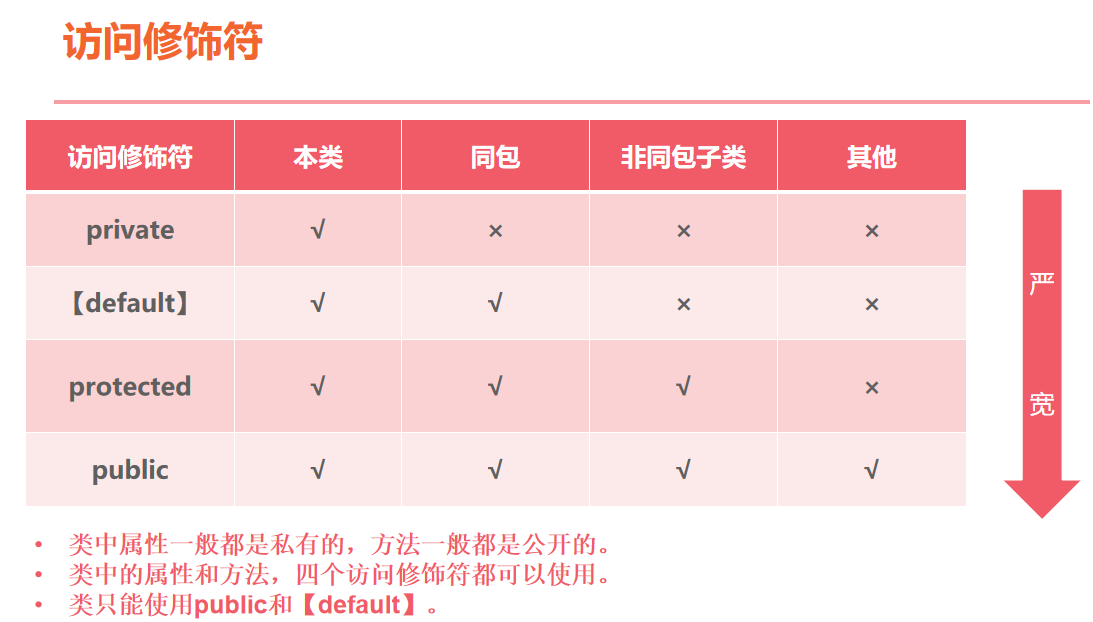 访问修饰符
访问修饰符 本类 同包 非同包子类 其他
private √ × × ×
【default】 √ √ × ×
protected √ √ √ ×
public √ √ √ √
严
宽
• 类中属性一般都是私有的，方法一般都是公开的。
• 类中的属性和方法，四个访问修饰符都可以使用。
• 类只能使用public和【default】。